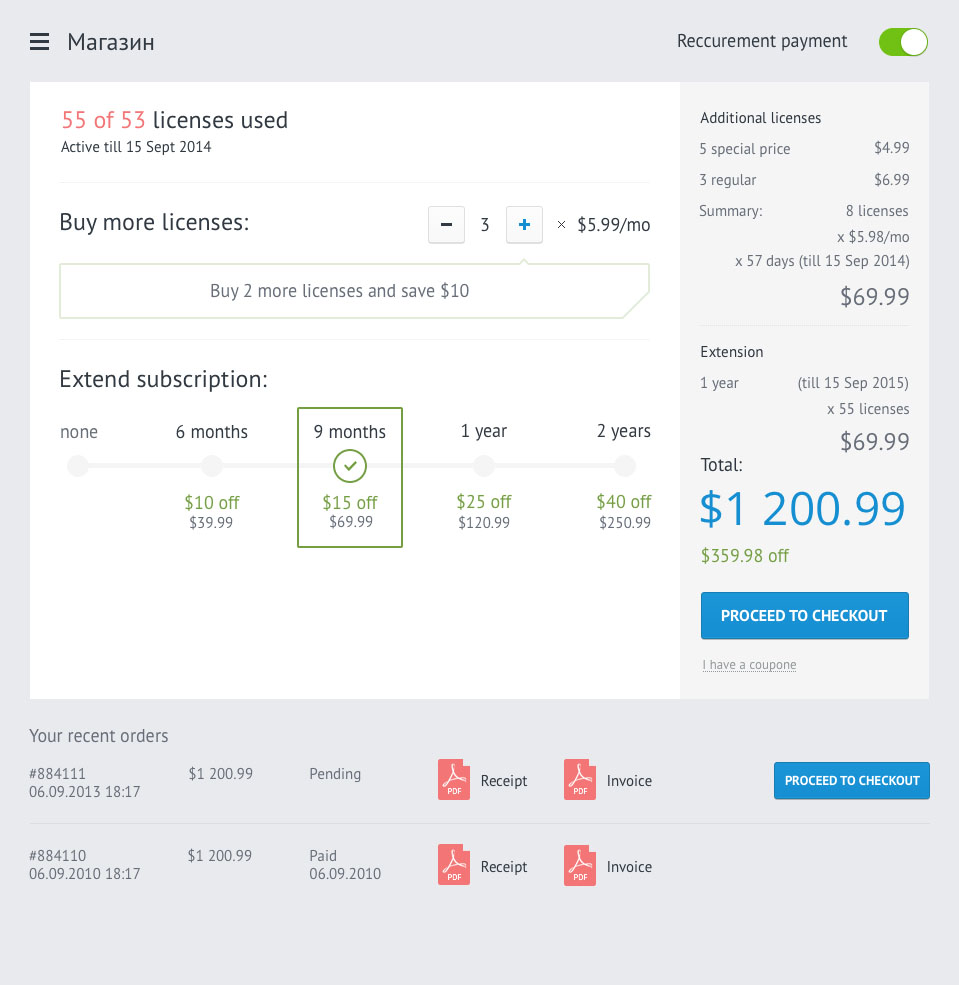 Магазин
Reccurement payment
55 of 53 licenses used
Active till 15 Sept 2014
Buy more licenses:
3
× $5.99/mo
Buy 2 more licenses and save $10
Extend subscription:
none
6 months
9 months
1 year
2 years
$10 off
$15 off
$25 off
$40 off
$39.99
$69.99
$120.99
$250.99
Additional licenses
5 special price $4.99
3 regular $6.99
Summary: 8 licenses
x $5.98/mo
x 57 days (till 15 Sep 2014)
$69.99
Extension
1 year (till 15 Sep 2015)
x 55 licenses
$69.99
Total:
$1 200.99
$359.98 off
PROCEED TO CHECKOUT
I have a coupone
Your recent orders
#884111 $1 200.99 Pending PDF Receipt PDF Invoice PROCEED TO CHECKOUT
06.09.2013 18:17
#884110 $1 200.99 Paid PDF Receipt PDF Invoice
06.09.2010 18:17 06.09.2010